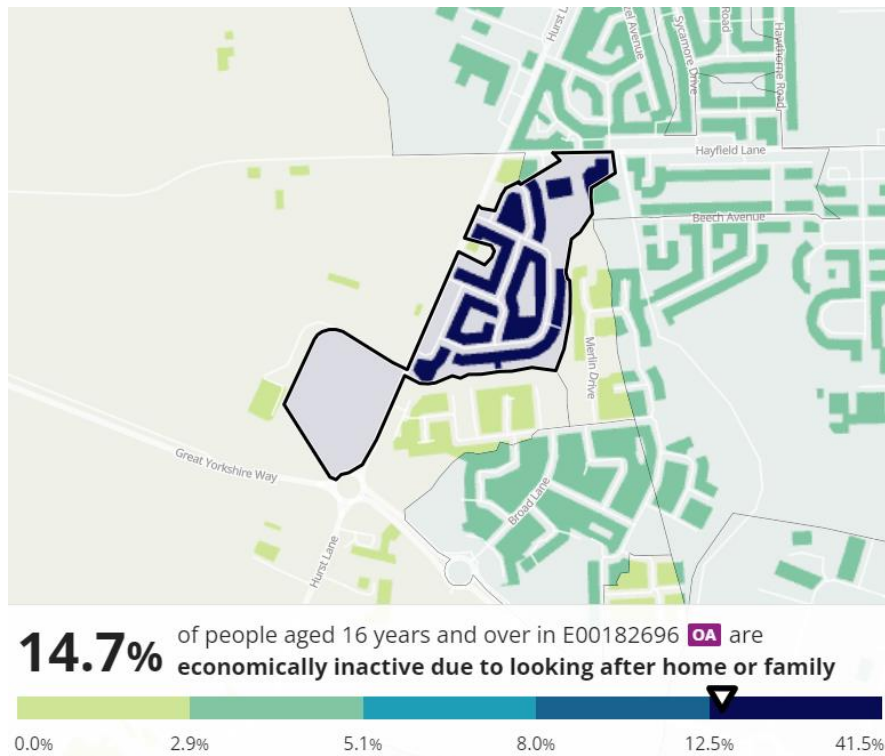 Hurst L
zel Avenue
Sycamore Drive
Road
Hawthorne Road
Hayfield Lane
Beech Avenue
Merlin Drive
Great Yorkshire Way
Broad Lane
Hurst Lane
14.7%
of people aged 16 years and over in E00182696 OA are
economically inactive due to looking after home or family
0.0% 2.9% 5.1% 8.0% 12.5% 41.5%